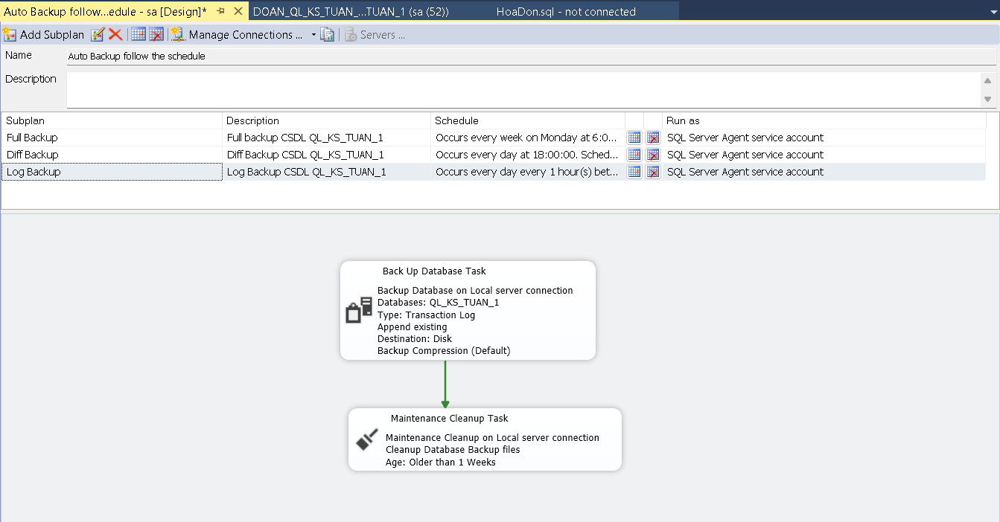 Auto Backup follow...edule - sa [Design]*
DOAN_QL_KS_TUAN_...TUAN_1 (sa (52))
HoaDon.sql - not connected
Add Subplan
Manage Connections ...
Servers ...
Name
Auto Backup follow the schedule
Description
Subplan Description Schedule Run as
Full Backup Full backup CSDL QL_KS_TUAN_1 Occurs every week on Monday at 6:0... SQL Server Agent service account
Diff Backup Diff Backup CSDL QL_KS_TUAN_1 Occurs every day at 18:00:00. Sched... SQL Server Agent service account
Log Backup Log Backup CSDL QL_KS_TUAN_1 Occurs every day every 1 hour(s) bet... SQL Server Agent service account
Back Up Database Task
Backup Database on Local server connection
Databases: QL_KS_TUAN_1
Type: Transaction Log
Append existing
Destination: Disk
Backup Compression (Default)
Maintenance Cleanup Task
Maintenance Cleanup on Local server connection
Cleanup Database Backup files
Age: Older than 1 Weeks